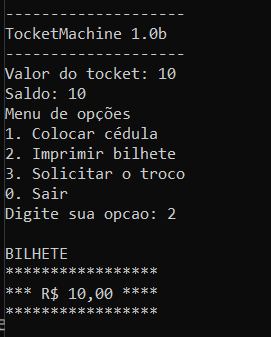 --------------------
TocketMachine 1.0b
--------------------
Valor do tocket: 10
Saldo: 10
Menu de opções
1. Colocar cédula
2. Imprimir bilhete
3. Solicitar o troco
0. Sair
Digite sua opcao: 2
BILHETE
*****************
*** R$ 10,00 ****
*****************